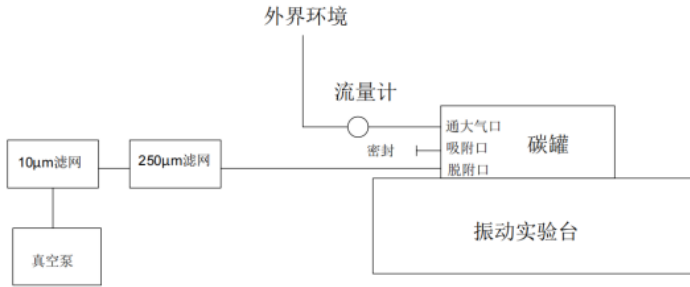 外界环境
流量计
通大气口
密封
吸附口
碳罐
10μm滤网
250μm滤网
脱附口
振动实验台
真空泵